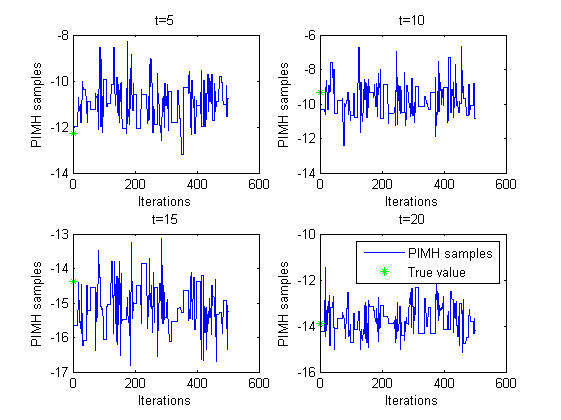 t=5
-8
-10
-12
-14
PIMH samples
0
200
400
600
Iterations
t=10
-6
-8
-10
-12
-14
PIMH samples
0
200
400
600
Iterations
t=15
-13
-14
-15
-16
-17
PIMH samples
0
200
400
600
Iterations
t=20
-10
-12
-14
-16
PIMH samples
0
200
400
600
Iterations
PIMH samples
True value